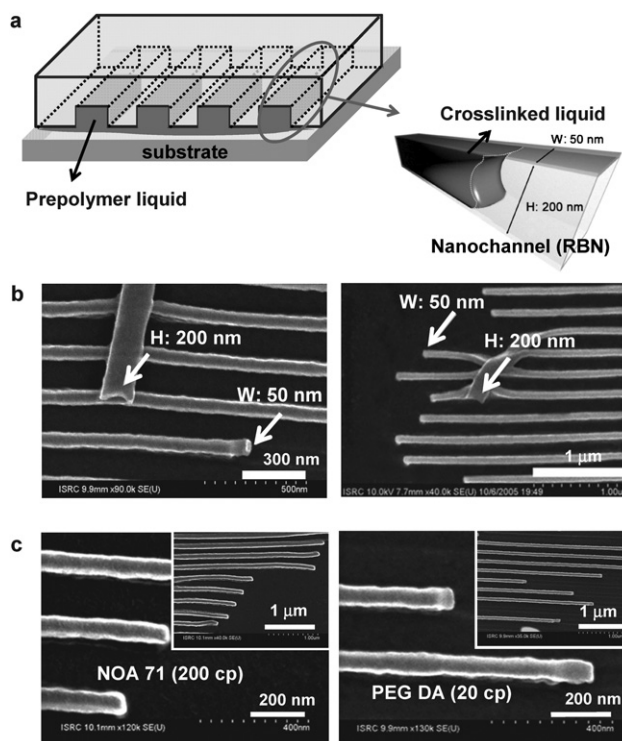 a
Crosslinked liquid
W: 50 nm
substrate
H: 200 nm
Prepolymer liquid
Nanochannel (RBN)
b
H: 200 nm
W: 50 nm
300 nm
ISRC 9.9mm x90.0k SE(U)
500nm
W: 50 nm
H: 200 nm
1 μm
ISRC 10.0kV 7.7mm x40.0k SE(U) 10/6/2005 19:49
1.00um
c
1 μm
NOA 71 (200 cp)
200 nm
ISRC 10.1mm x120k SE(U)
400nm
1 μm
PEG DA (20 cp)
200 nm
ISRC 9.9mm x130k SE(U)
400nm